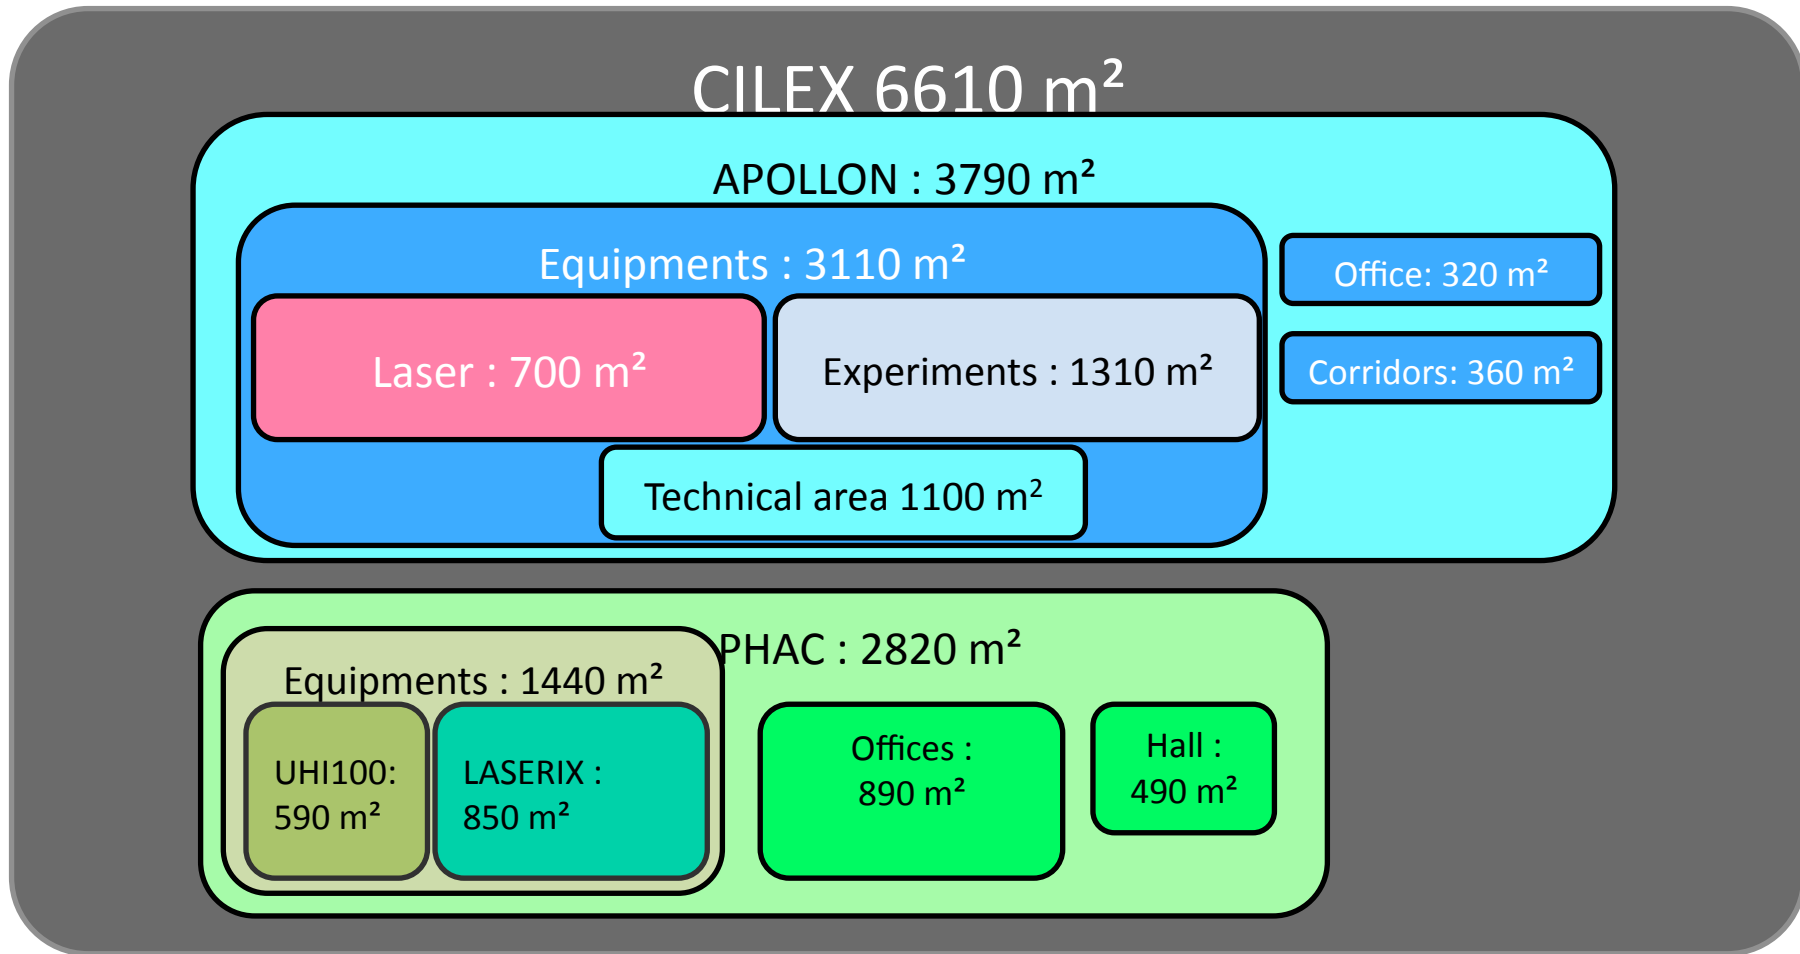 CILEX 6610 m²
APOLLON : 3790 m²
Equipments : 3110 m²
Office: 320 m²
Laser : 700 m²
Experiments : 1310 m²
Corridors: 360 m²
Technical area 1100 m²
PHAC : 2820 m²
Equipments : 1440 m²
UHI100:
590 m²
LASERIX :
850 m²
Offices :
890 m²
Hall :
490 m²